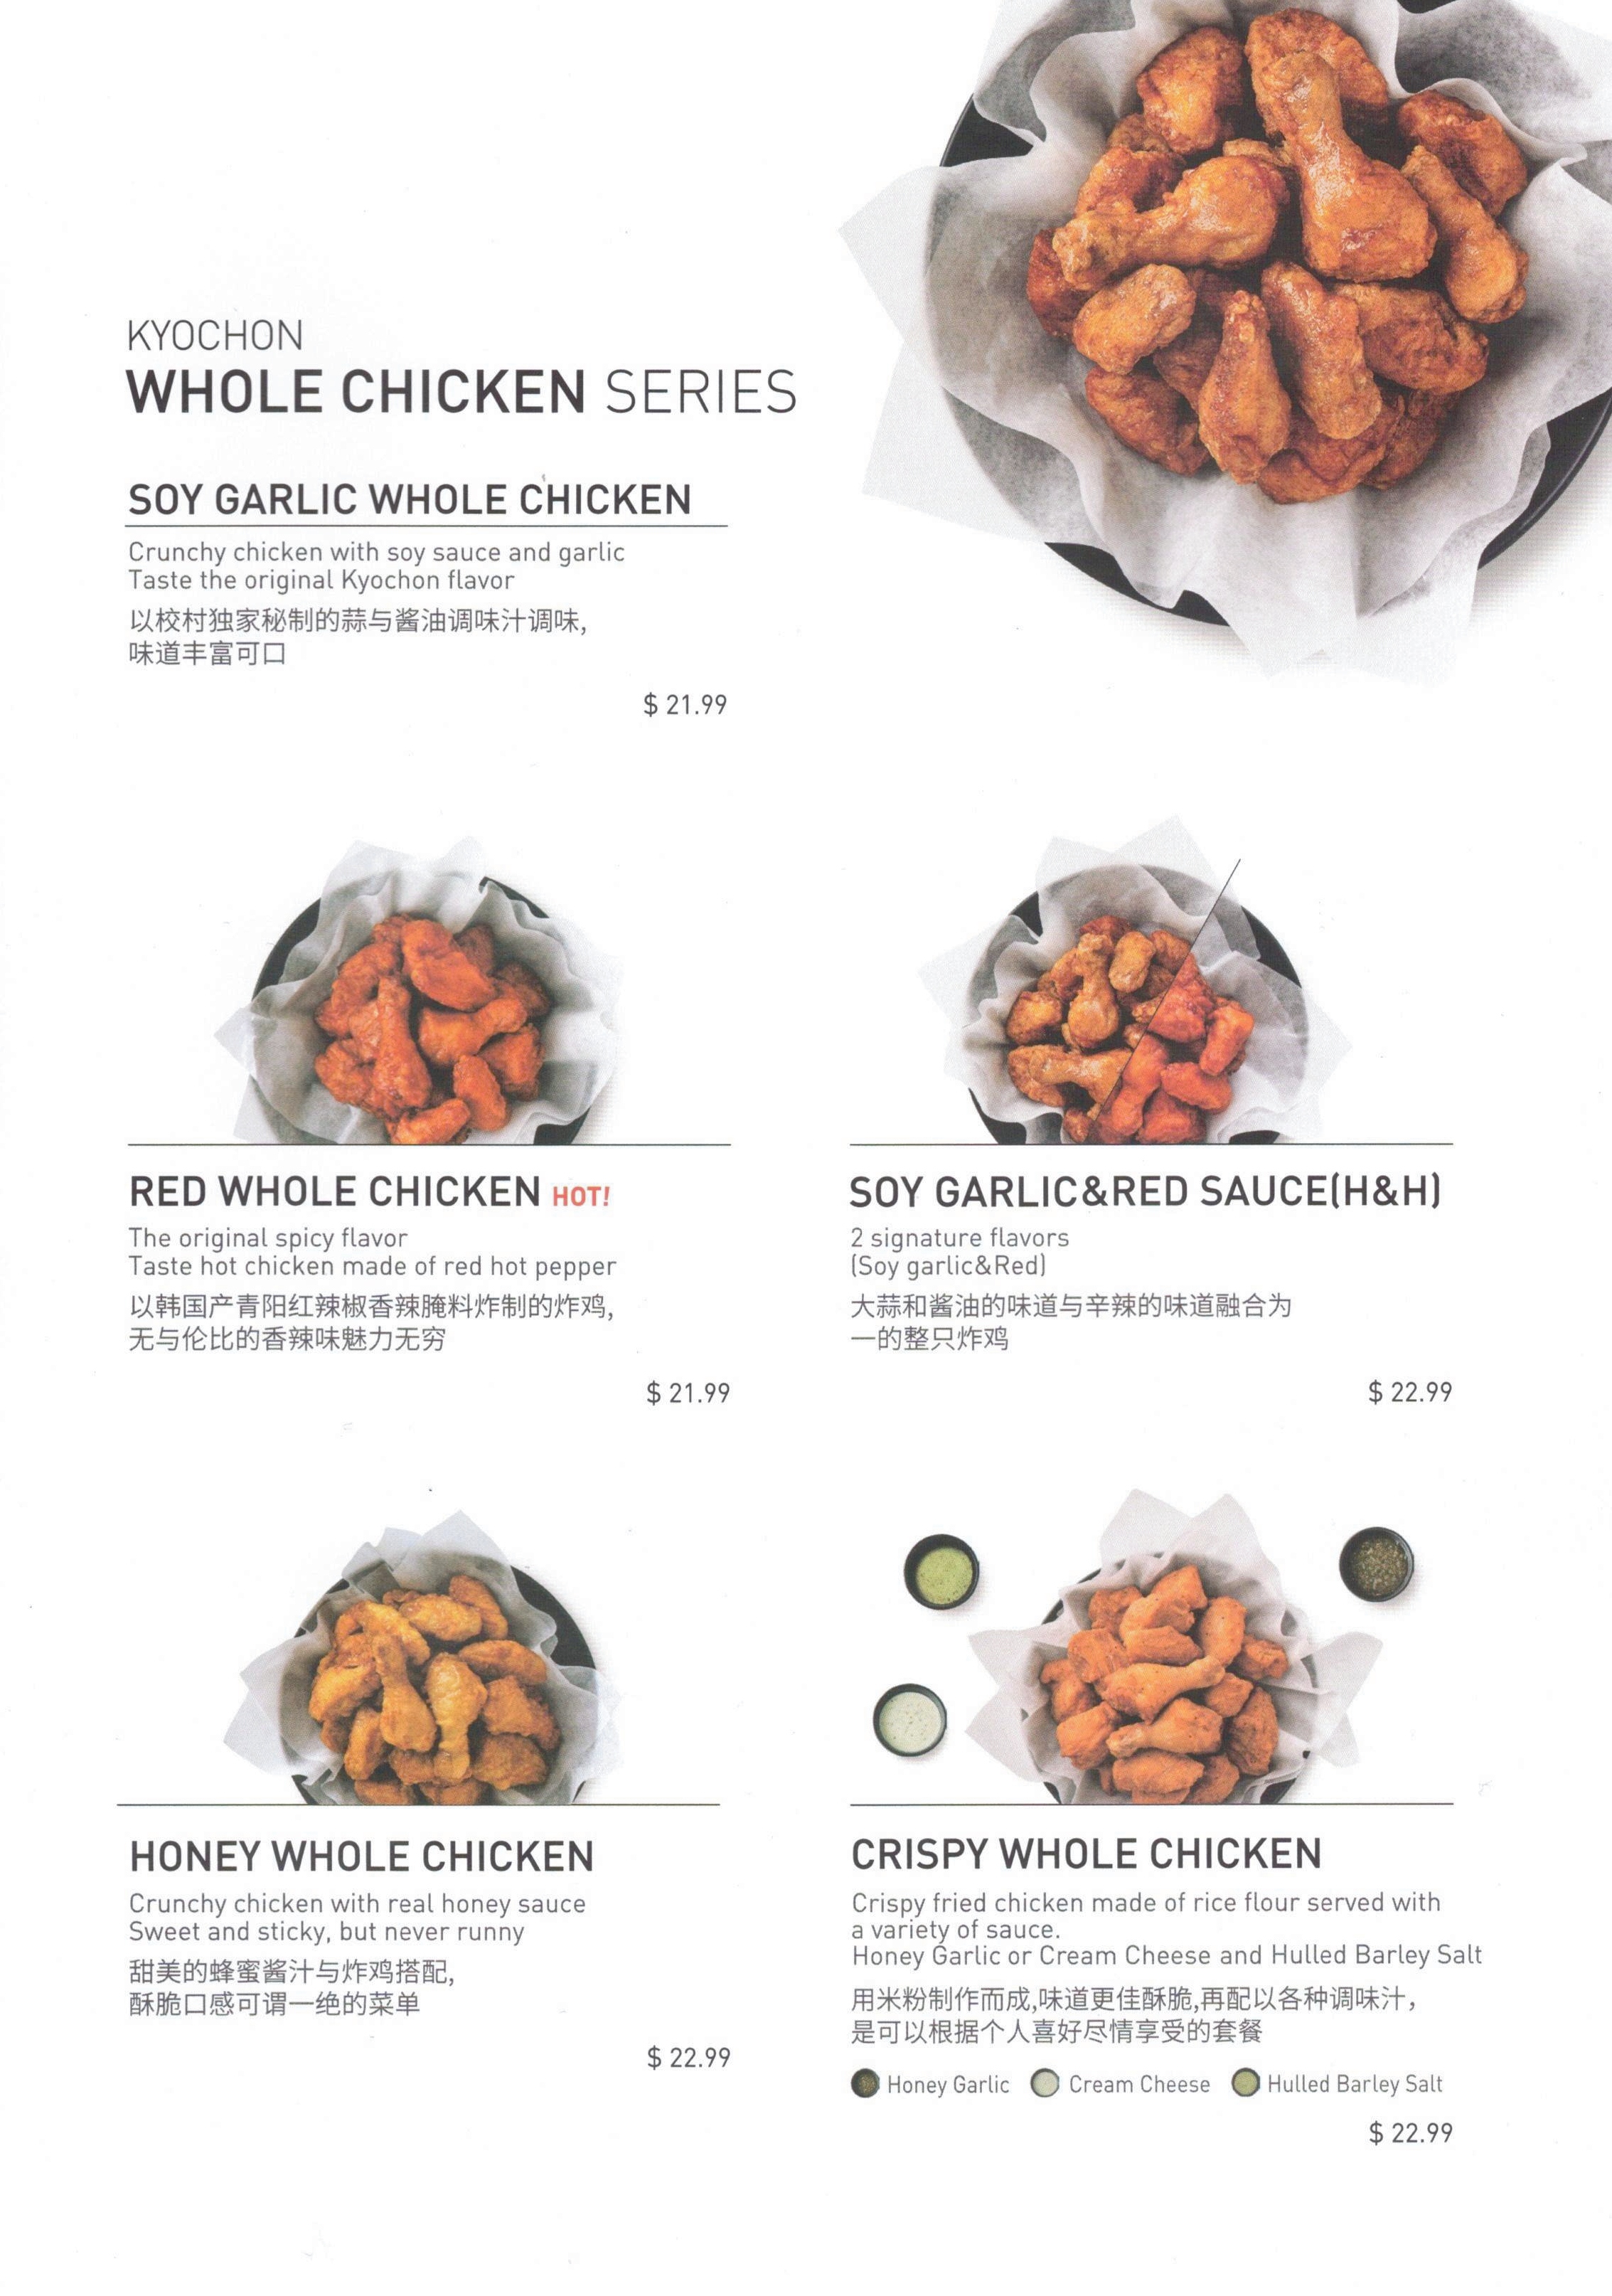 KYOCHON
WHOLE CHICKEN SERIES
SOY GARLIC WHOLE CHICKEN
Crunchy chicken with soy sauce and garlic
Taste the original Kyochon flavor
以校村独家秘制的蒜与酱油调味汁调味,
味道丰富可口
$ 21.99
RED WHOLE CHICKEN HOT!
The original spicy flavor
Taste hot chicken made of red hot pepper
以韩国产青阳红辣椒香辣腌料炸制的炸鸡,
无与伦比的香辣味魅力无穷
$ 21.99
SOY GARLIC&RED SAUCE(H&H)
2 signature flavors
(Soy garlic&Red)
大蒜和酱油的味道与辛辣的味道融合为
一的整只炸鸡
$ 22.99
HONEY WHOLE CHICKEN
Crunchy chicken with real honey sauce
Sweet and sticky, but never runny
甜美的蜂蜜酱汁与炸鸡搭配,
酥脆口感可谓一绝的菜单
$ 22.99
CRISPY WHOLE CHICKEN
Crispy fried chicken made of rice flour served with
a variety of sauce.
Honey Garlic or Cream Cheese and Hulled Barley Salt
用米粉制作而成,味道更佳酥脆,再配以各种调味汁,
是可以根据个人喜好尽情享受的套餐
Honey Garlic Cream Cheese Hulled Barley Salt
$ 22.99